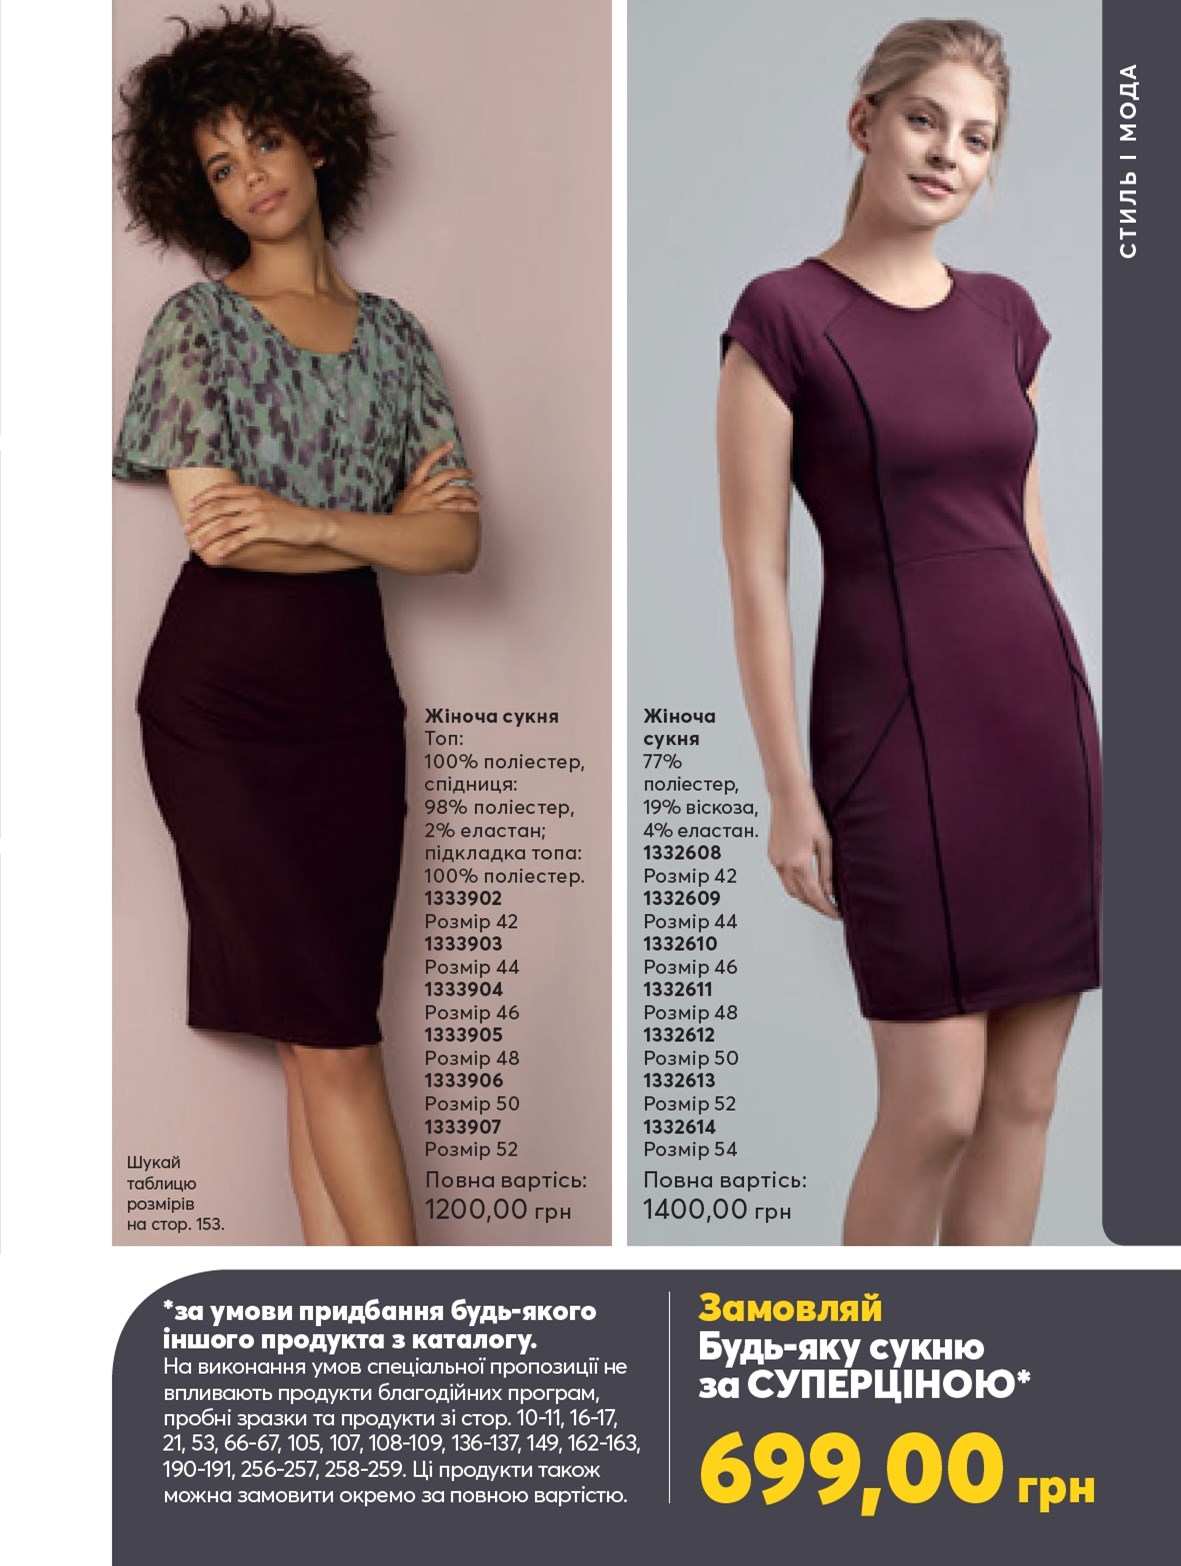 СТИЛЬ І МОДА
Жіноча сукня
Топ:
100% поліестер,
спідниця:
98% поліестер,
2% еластан;
підкладка топа:
100% поліестер.
1333902
Розмір 42
1333903
Розмір 44
1333904
Розмір 46
1333905
Розмір 48
1333906
Розмір 50
1333907
Розмір 52
Повна вартісь:
1200,00 грн
Шукай
таблицю
розмірів
на стор. 153.
Жіноча
сукня
77%
поліестер,
19% віскоза,
4% еластан.
1332608
Розмір 42
1332609
Розмір 44
1332610
Розмір 46
1332611
Розмір 48
1332612
Розмір 50
1332613
Розмір 52
1332614
Розмір 54
Повна вартісь:
1400,00 грн
*за умови придбання будь-якого
іншого продукта з каталогу.
На виконання умов спеціальної пропозиції не
впливають продукти благодійних програм,
пробні зразки та продукти зі стор. 10-11, 16-17,
21, 53, 66-67, 105, 107, 108-109, 136-137, 149, 162-163,
190-191, 256-257, 258-259. Ці продукти також
можна замовити окремо за повною вартістю.
Замовляй
Будь-яку сукню
за СУПЕРЦІНОЮ*
699,00 грн